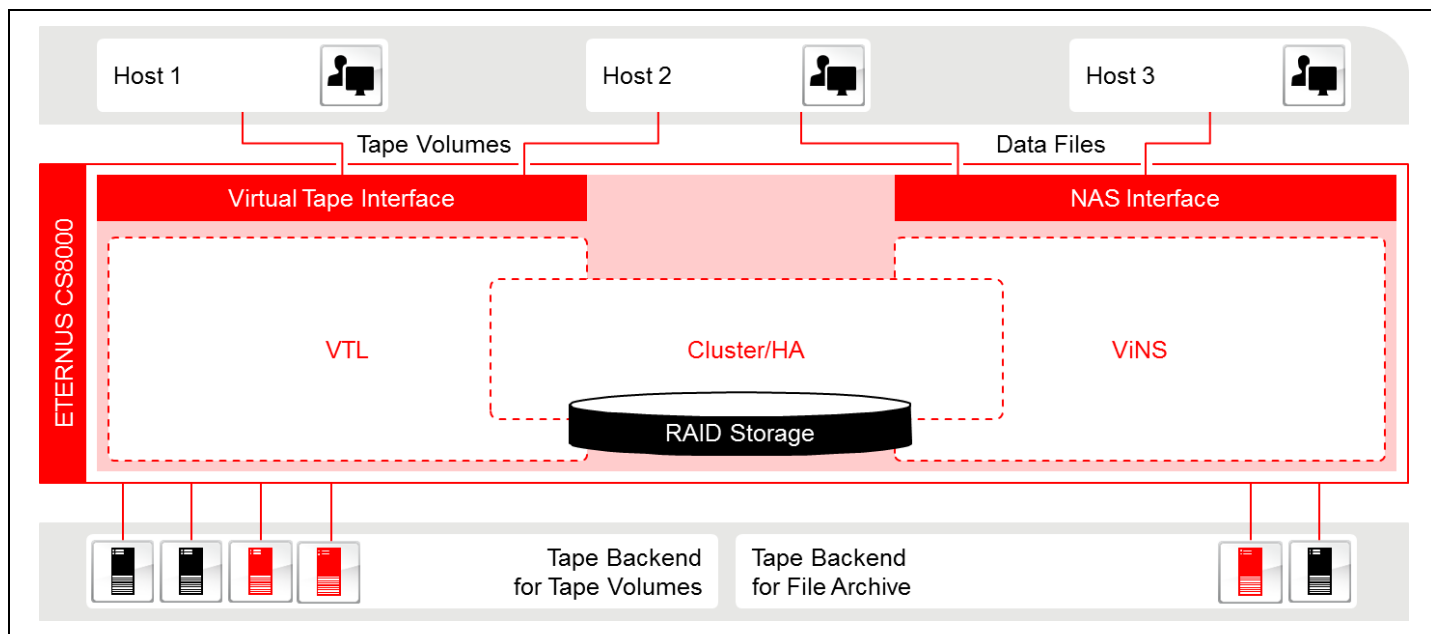 Host 1
Host 2
Host 3
Tape Volumes
Data Files
ETERNUS CS8000
Virtual Tape Interface
NAS Interface
VTL
Cluster/HA
ViNS
RAID Storage
Tape Backend
for Tape Volumes
Tape Backend
for File Archive